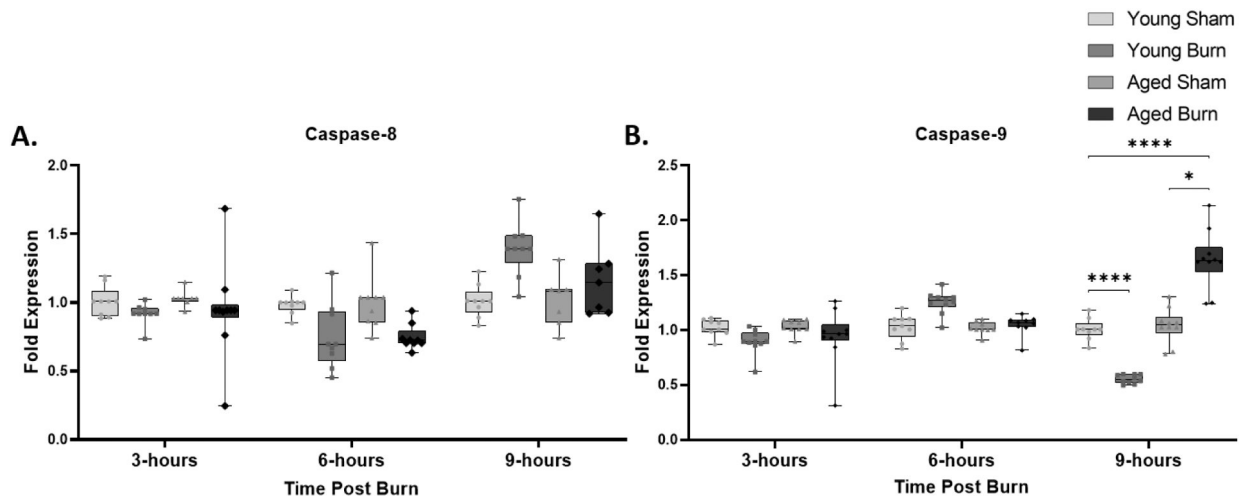 Young Sham
Young Burn
Aged Sham
Aged Burn
A.
Caspase-8
Fold Expression
2.0
1.5
1.0
0.5
0.0
3-hours
6-hours
9-hours
Time Post Burn
B.
Caspase-9
Fold Expression
2.5
2.0
1.5
1.0
0.5
0.0
****
*
****
3-hours
6-hours
9-hours
Time Post Burn